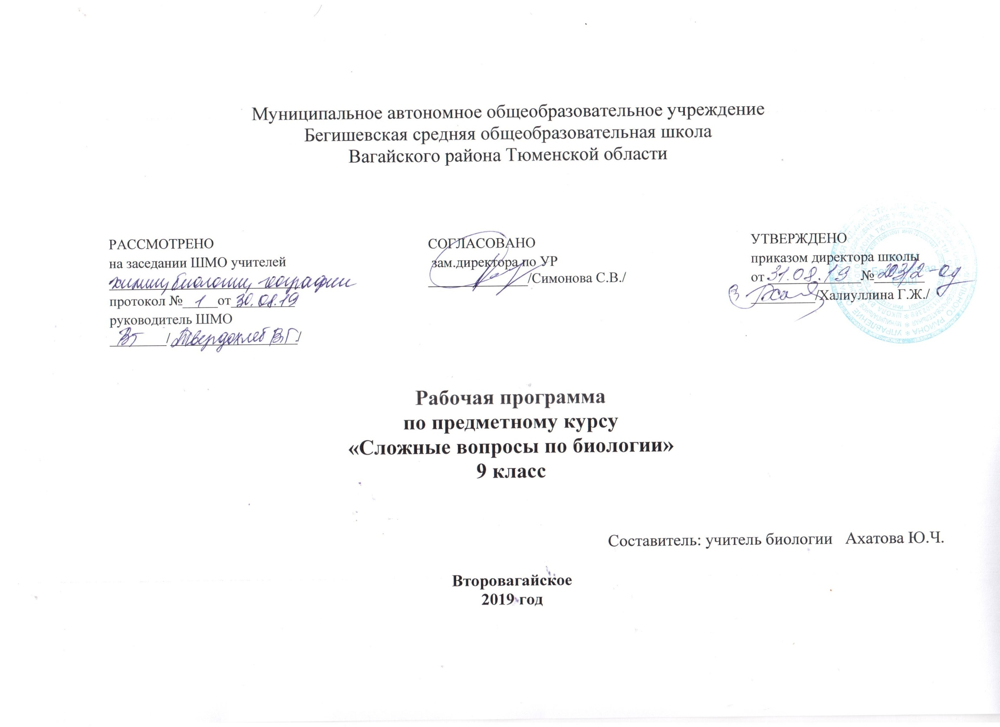 Муниципальное автономное общеобразовательное учреждение
Бегишевская средняя общеобразовательная школа
Вагайского района Тюменской области
РАССМОТРЕНО
на заседании ШМО учителей
химии, биологии, географии
протокол № 1 от 30.08.19
руководитель ШМО
/ Твердохлеб В.Г./
СОГЛАСОВАНО
зам.директора по УР
/Симонова С.В./
УТВЕРЖДЕНО
приказом директора школы
от 31.08.19 № 203/2-од
/Халиуллина Г.Ж./
Рабочая программа
по предметному курсу
«Сложные вопросы по биологии»
9 класс
Составитель: учитель биологии Ахатова Ю.Ч.
Второвагайское
2019 год